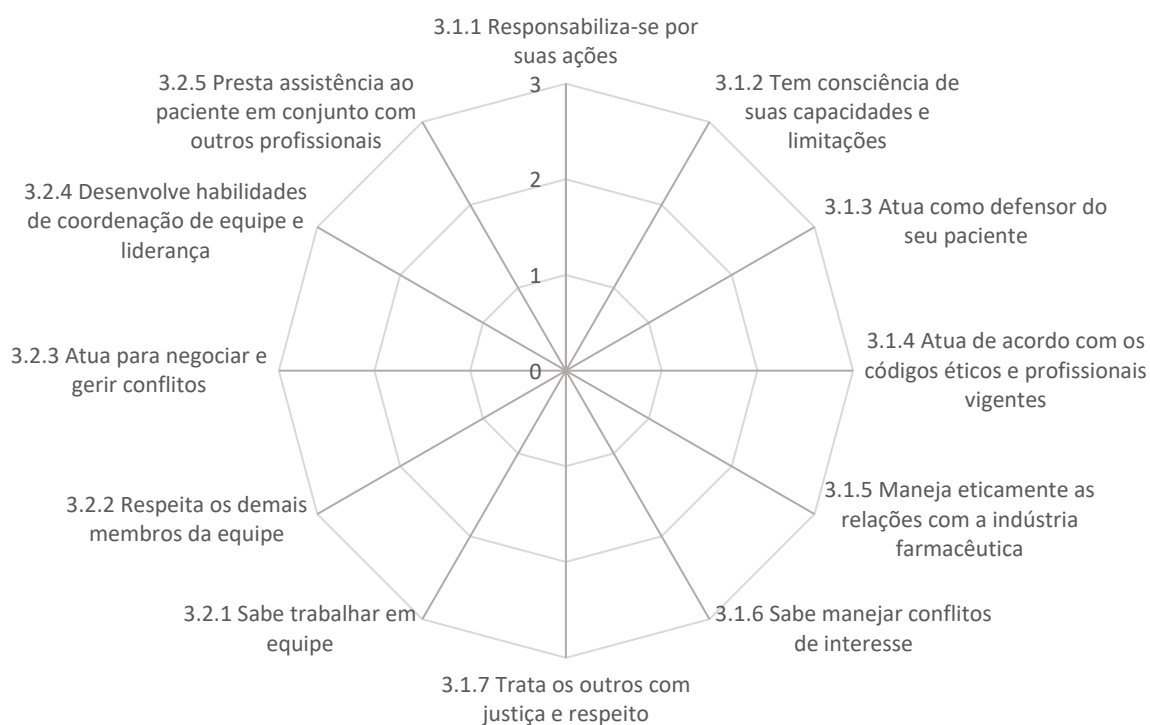 3.1.1 Responsabiliza-se por
suas ações
3.1.2 Tem consciência de
suas capacidades e
limitações
3.1.3 Atua como defensor do
seu paciente
3.1.4 Atua de acordo com os
códigos éticos e profissionais
vigentes
3.1.5 Maneja eticamente as
relações com a indústria
farmacêutica
3.1.6 Sabe manejar conflitos
de interesse
3.1.7 Trata os outros com
justiça e respeito
3.2.1 Sabe trabalhar em
equipe
3.2.2 Respeita os demais
membros da equipe
3.2.3 Atua para negociar e
gerir conflitos
3.2.4 Desenvolve habilidades
de coordenação de equipe e
liderança
3.2.5 Presta assistência ao
paciente em conjunto com
outros profissionais
3
2
1
0